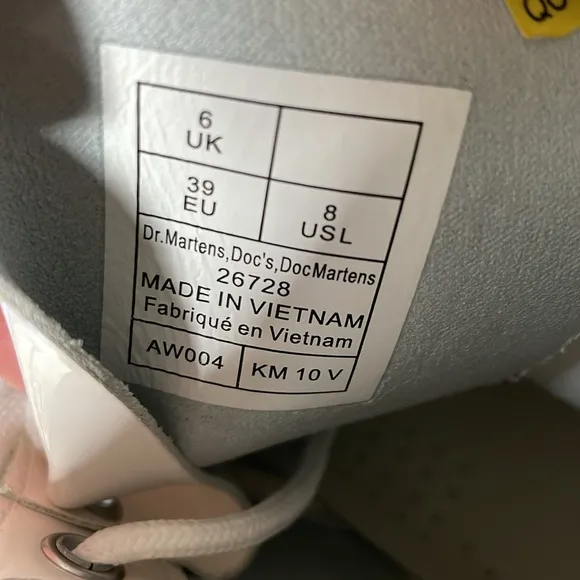 6
UK
39
EU
8
USL
Dr.Martens,Doc's,DocMartens
26728
MADE IN VIETNAM
Fabriqué en Vietnam
AW004
KM 10 V